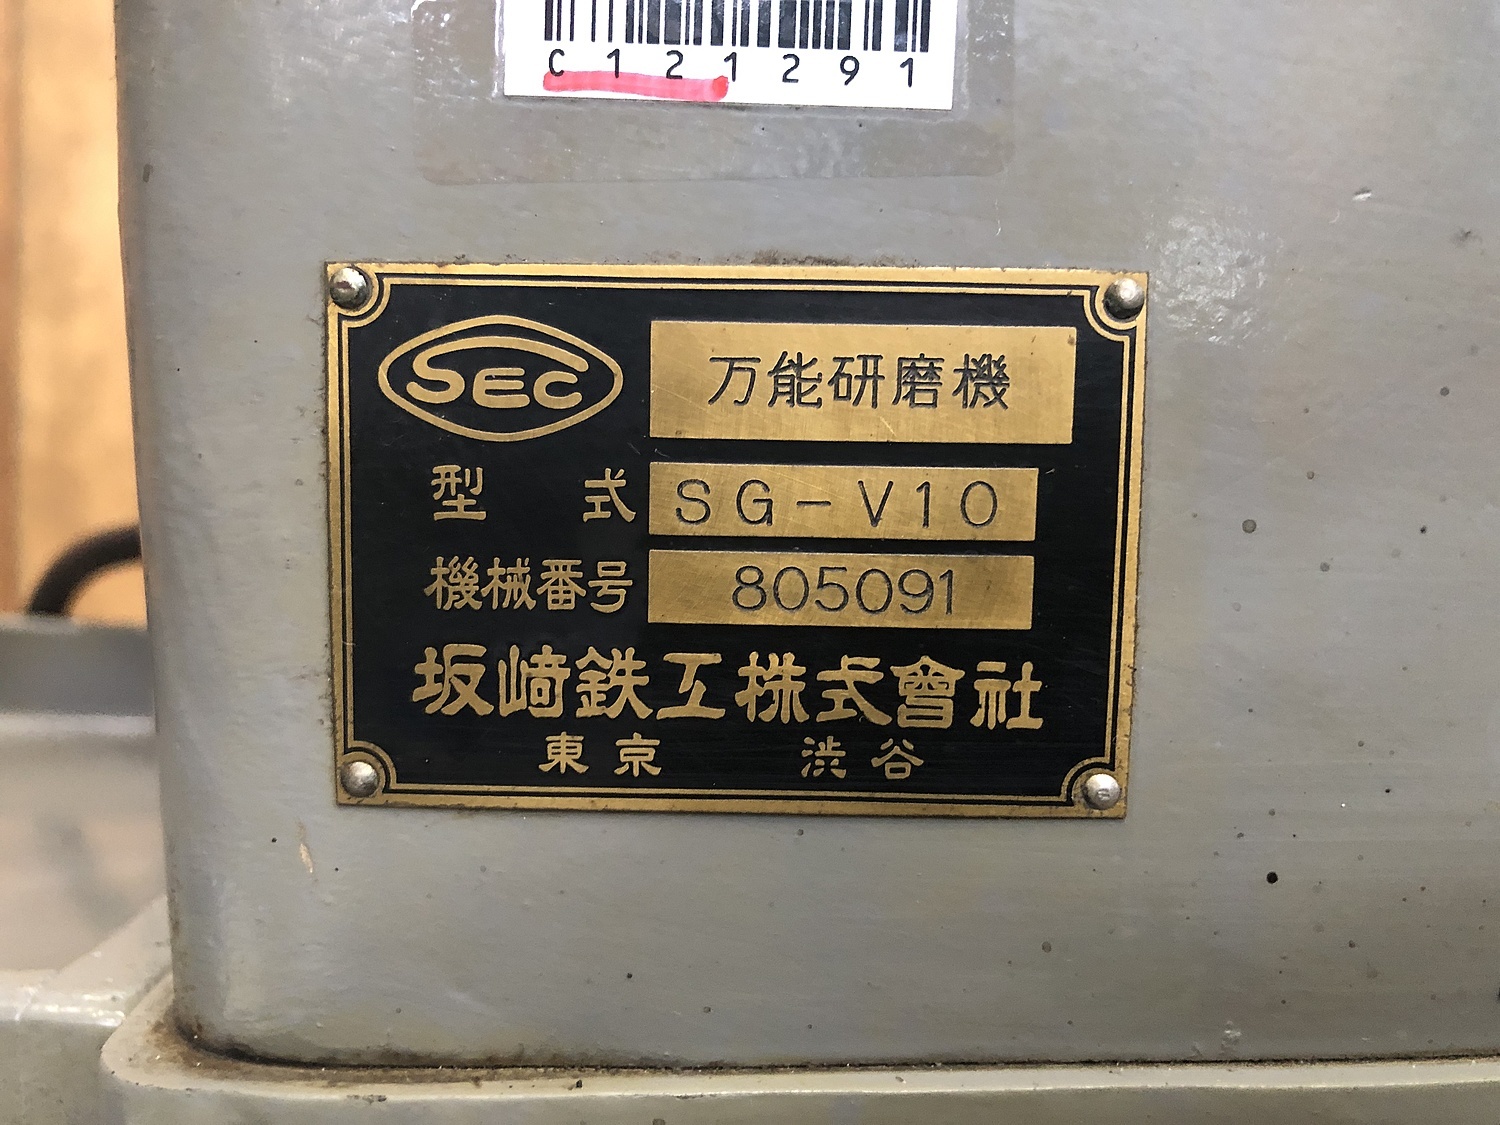 C121291
SEC
万能研磨機
型式 SG-V10
機械番号 805091
坂﨑鉄工株式會社
東京 渋谷